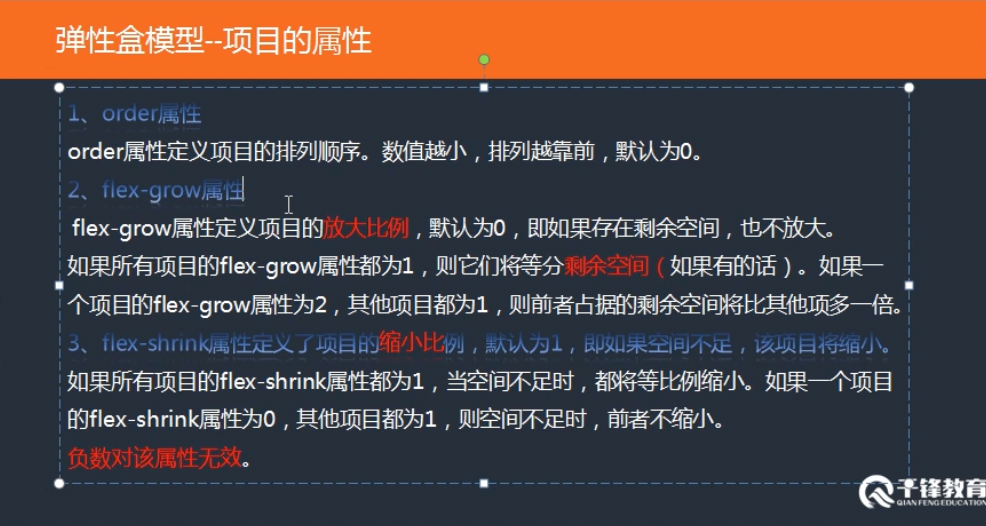 弹性盒模型--项目的属性
1、order属性
order属性定义项目的排列顺序。数值越小，排列越靠前，默认为0。
2、flex-grow属性
flex-grow属性定义项目的放大比例，默认为0，即如果存在剩余空间，也不放大。
如果所有项目的flex-grow属性都为1，则它们将等分剩余空间（如果有的话）。如果一
个项目的flex-grow属性为2，其他项目都为1，则前者占据的剩余空间将比其他项多一倍。
3、flex-shrink属性定义了项目的缩小比例，默认为1，即如果空间不足，该项目将缩小。
如果所有项目的flex-shrink属性都为1，当空间不足时，都将等比例缩小。如果一个项目
的flex-shrink属性为0，其他项目都为1，则空间不足时，前者不缩小。
负数对该属性无效。
千锋教育
QIANFENG EDUCATION